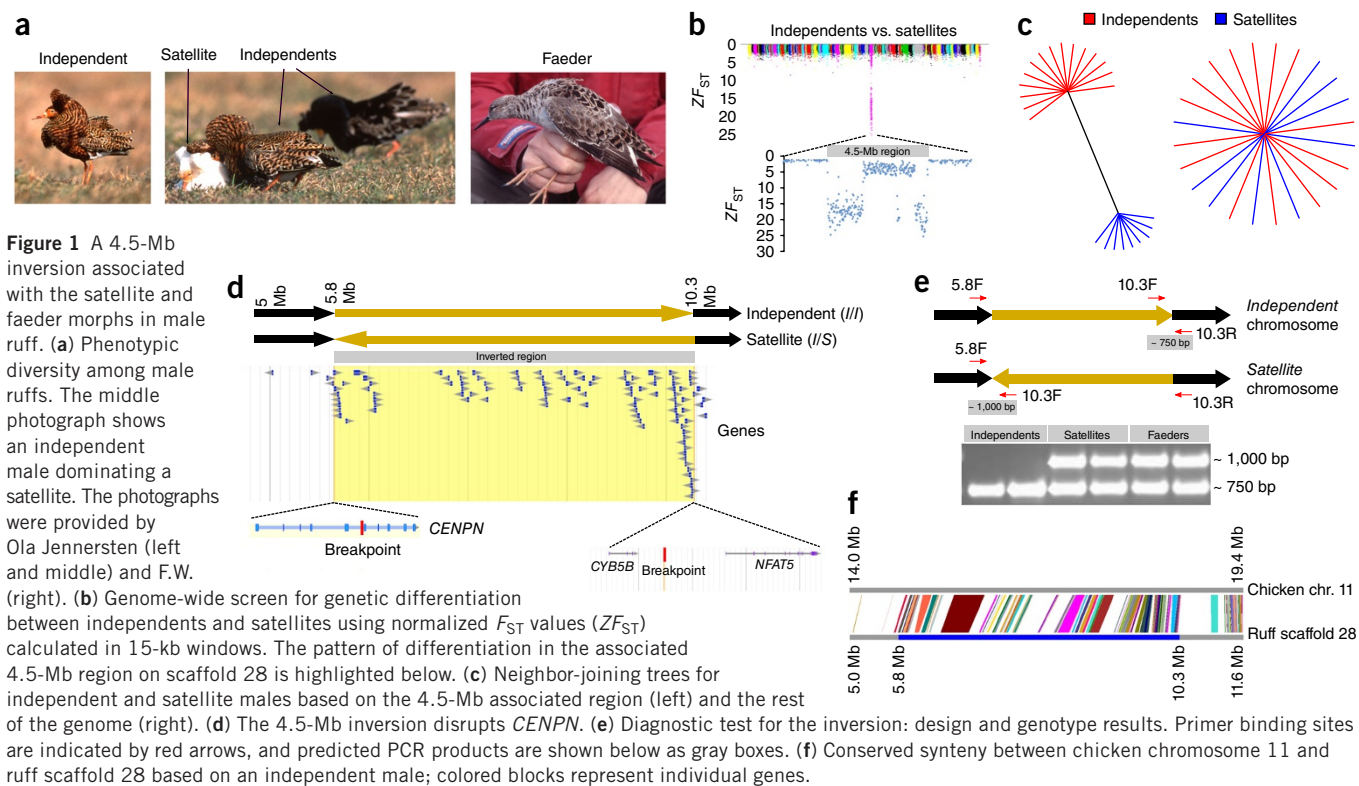 a
Independent
Satellite
Independents
Faeder
b
Independents vs. satellites
0
5
10
15
20
25
ZFST
4.5-Mb region
0
5
10
15
20
25
30
ZFST
c
Independents
Satellites
Figure 1 A 4.5-Mb
inversion associated
with the satellite and
faeder morphs in male
ruff. (a) Phenotypic
diversity among male
ruffs. The middle
photograph shows
an independent
male dominating a
satellite. The photographs
were provided by
Ola Jennersten (left
and middle) and F.W.
(right). (b) Genome-wide screen for genetic differentiation
between independents and satellites using normalized FST values (ZFST)
calculated in 15-kb windows. The pattern of differentiation in the associated
4.5-Mb region on scaffold 28 is highlighted below. (c) Neighbor-joining trees for
independent and satellite males based on the 4.5-Mb associated region (left) and the rest
of the genome (right). (d) The 4.5-Mb inversion disrupts CENPN. (e) Diagnostic test for the inversion: design and genotype results. Primer binding sites
are indicated by red arrows, and predicted PCR products are shown below as gray boxes. (f) Conserved synteny between chicken chromosome 11 and
ruff scaffold 28 based on an independent male; colored blocks represent individual genes.
d
5
Mb
5.8
Mb
10.3
Mb
Independent (I/I)
Satellite (I/S)
Inverted region
Genes
CENPN
Breakpoint
CYB5B
Breakpoint
NFAT5
e
5.8F
10.3F
Independent
chromosome
10.3R
~ 750 bp
5.8F
Satellite
chromosome
10.3F
10.3R
~ 1,000 bp
Independents
Satellites
Faeders
~ 1,000 bp
~ 750 bp
f
14.0 Mb
19.4 Mb
Chicken chr. 11
Ruff scaffold 28
5.0 Mb
5.8 Mb
10.3 Mb
11.6 Mb